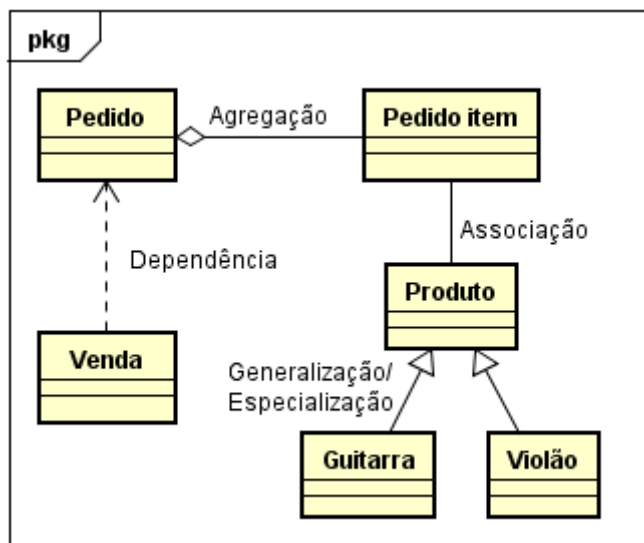 pkg
Pedido
Agregação
Pedido item
Associação
Dependência
Produto
Venda
Generalização/
Especialização
Guitarra
Violão